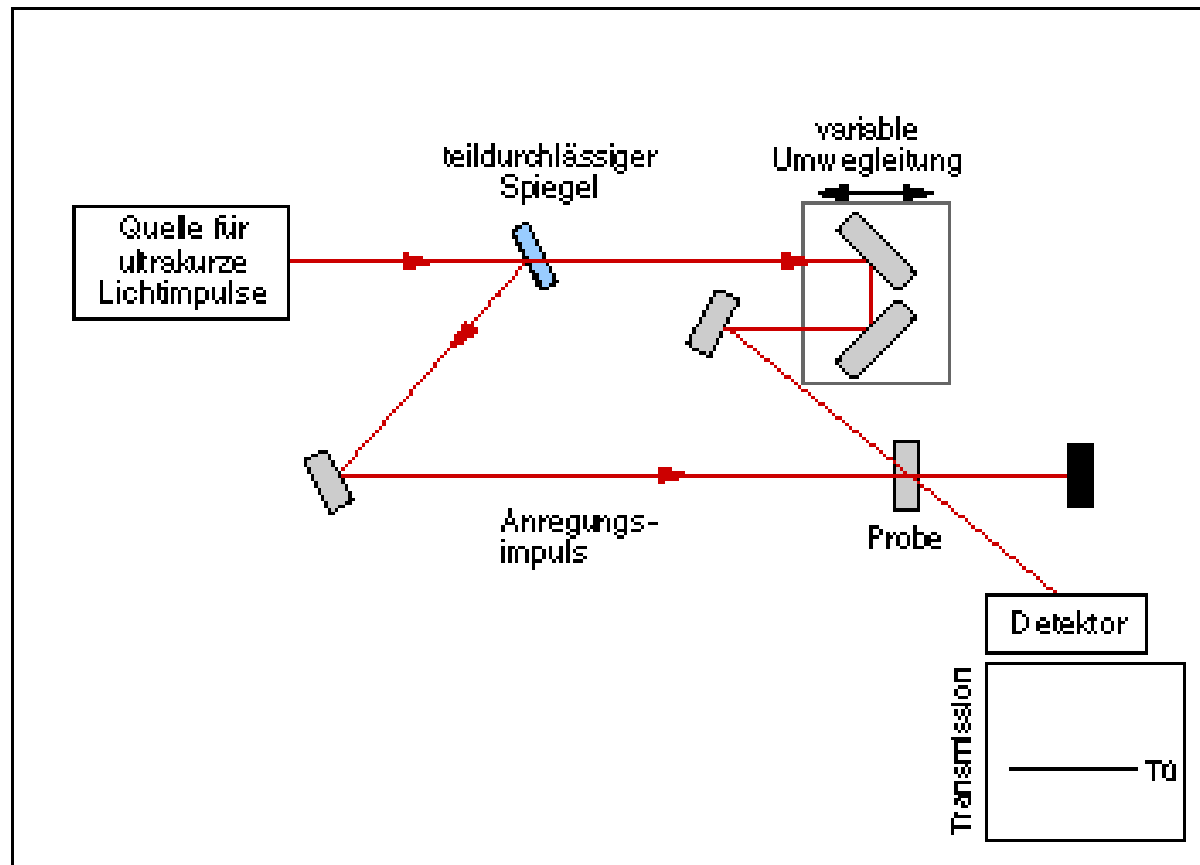 variable
Umwegleitung
teildurchlässiger
Spiegel
Quelle für
ultrakurze
Lichtimpulse
Anregungs-
impuls
Probe
Detektor
Transmission
T0